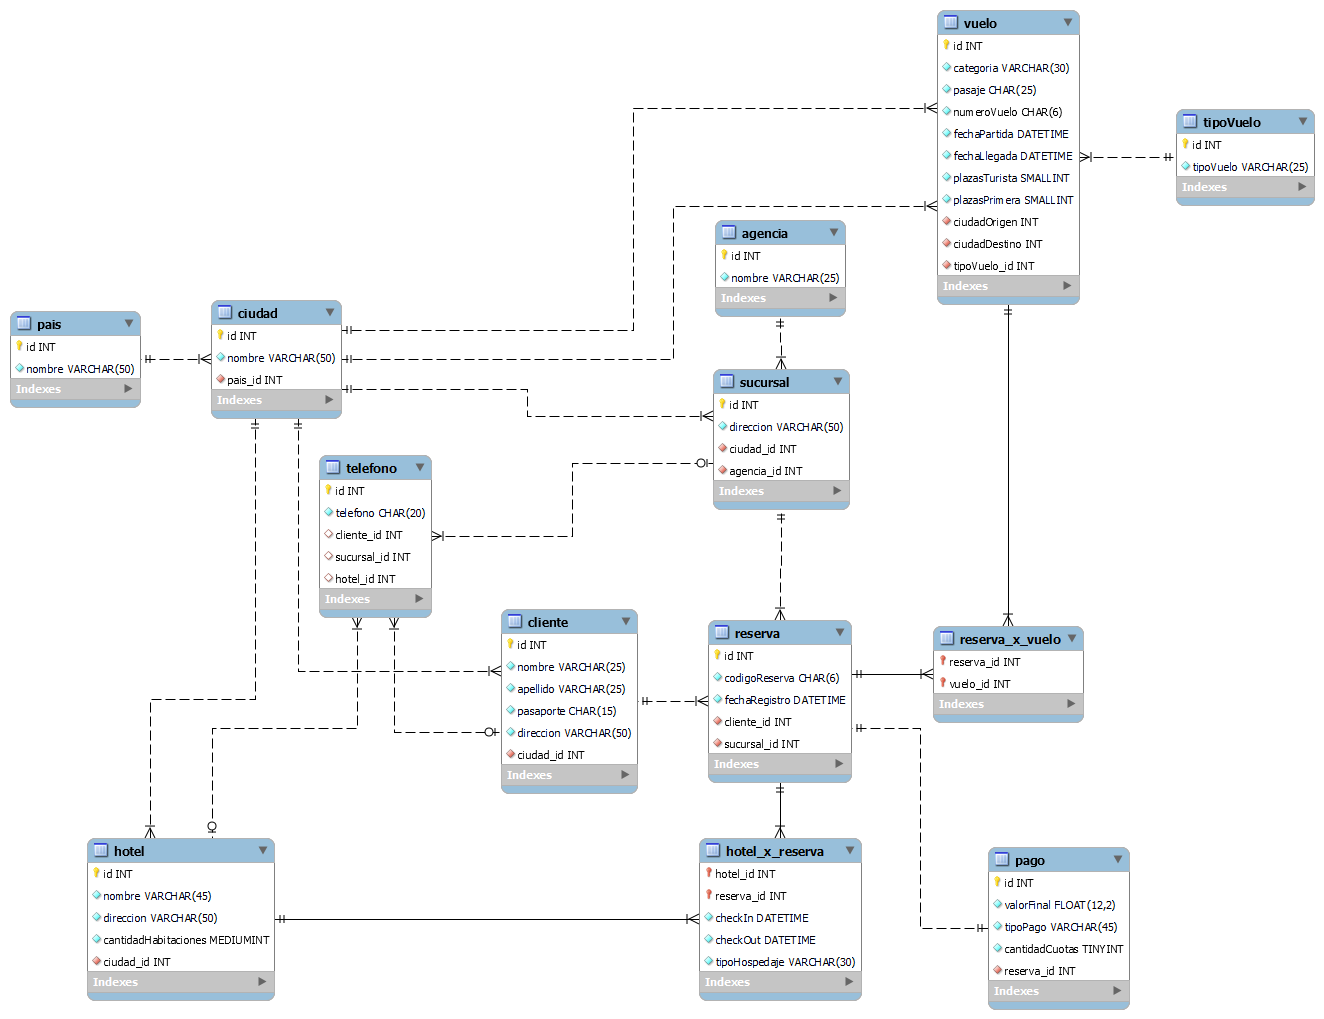 vuelo
id INT
categoria VARCHAR(30)
pasaje CHAR(25)
numeroVuelo CHAR(6)
fechaPartida DATETIME
fechaLlegada DATETIME
plazasTurista SMALLINT
plazasPrimera SMALLINT
ciudadOrigen INT
ciudadDestino INT
tipoVuelo_id INT
Indexes
tipoVuelo
id INT
tipoVuelo VARCHAR(25)
Indexes
agencia
id INT
nombre VARCHAR(25)
Indexes
pais
id INT
nombre VARCHAR(50)
Indexes
ciudad
id INT
nombre VARCHAR(50)
pais_id INT
Indexes
sucursal
id INT
direccion VARCHAR(50)
ciudad_id INT
agencia_id INT
Indexes
telefono
id INT
telefono CHAR(20)
cliente_id INT
sucursal_id INT
hotel_id INT
Indexes
cliente
id INT
nombre VARCHAR(25)
apellido VARCHAR(25)
pasaporte CHAR(15)
direccion VARCHAR(50)
ciudad_id INT
Indexes
reserva
id INT
codigoReserva CHAR(6)
fechaRegistro DATETIME
cliente_id INT
sucursal_id INT
Indexes
reserva_x_vuelo
reserva_id INT
vuelo_id INT
Indexes
hotel
id INT
nombre VARCHAR(45)
direccion VARCHAR(50)
cantidadHabitaciones MEDIUMINT
ciudad_id INT
Indexes
hotel_x_reserva
hotel_id INT
reserva_id INT
checkIn DATETIME
checkOut DATETIME
tipoHospedaje VARCHAR(30)
Indexes
pago
id INT
valorFinal FLOAT(12,2)
tipoPago VARCHAR(45)
cantidadCuotas TINYINT
reserva_id INT
Indexes